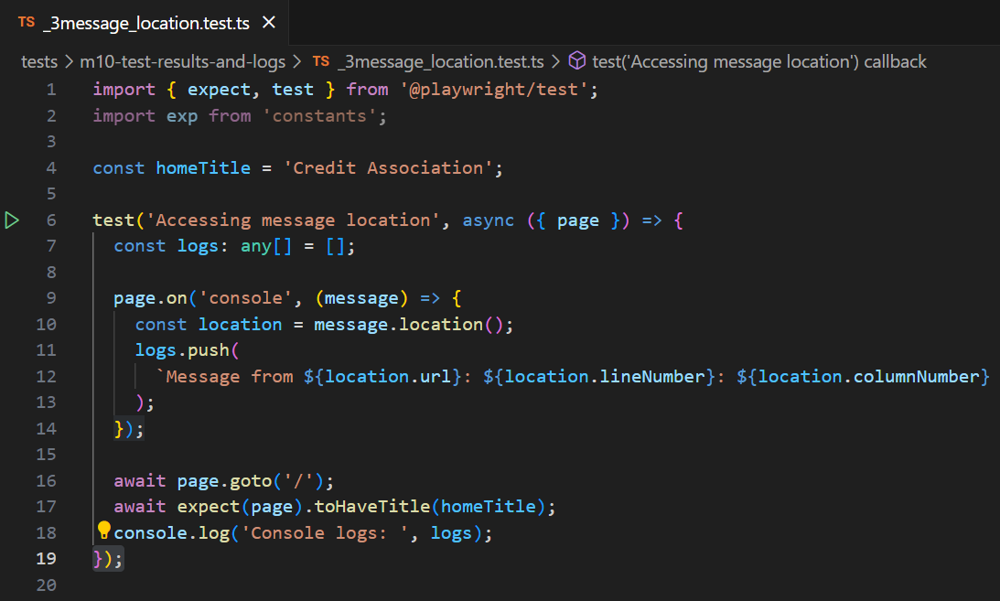 TS _3message_location.test.ts ×
tests > m10-test-results-and-logs > TS _3message_location.test.ts > test('Accessing message location') callback
1 import { expect, test } from '@playwright/test';
2 import exp from 'constants';
3
4 const homeTitle = 'Credit Association';
5
6 test('Accessing message location', async ({ page }) => {
7   const logs: any[] = [];
8
9   page.on('console', (message) => {
10     const location = message.location();
11     logs.push(
12       `Message from ${location.url}: ${location.lineNumber}: ${location.columnNumber}
13     );
14   });
15
16   await page.goto('/');
17   await expect(page).toHaveTitle(homeTitle);
18   console.log('Console logs: ', logs);
19 });
20